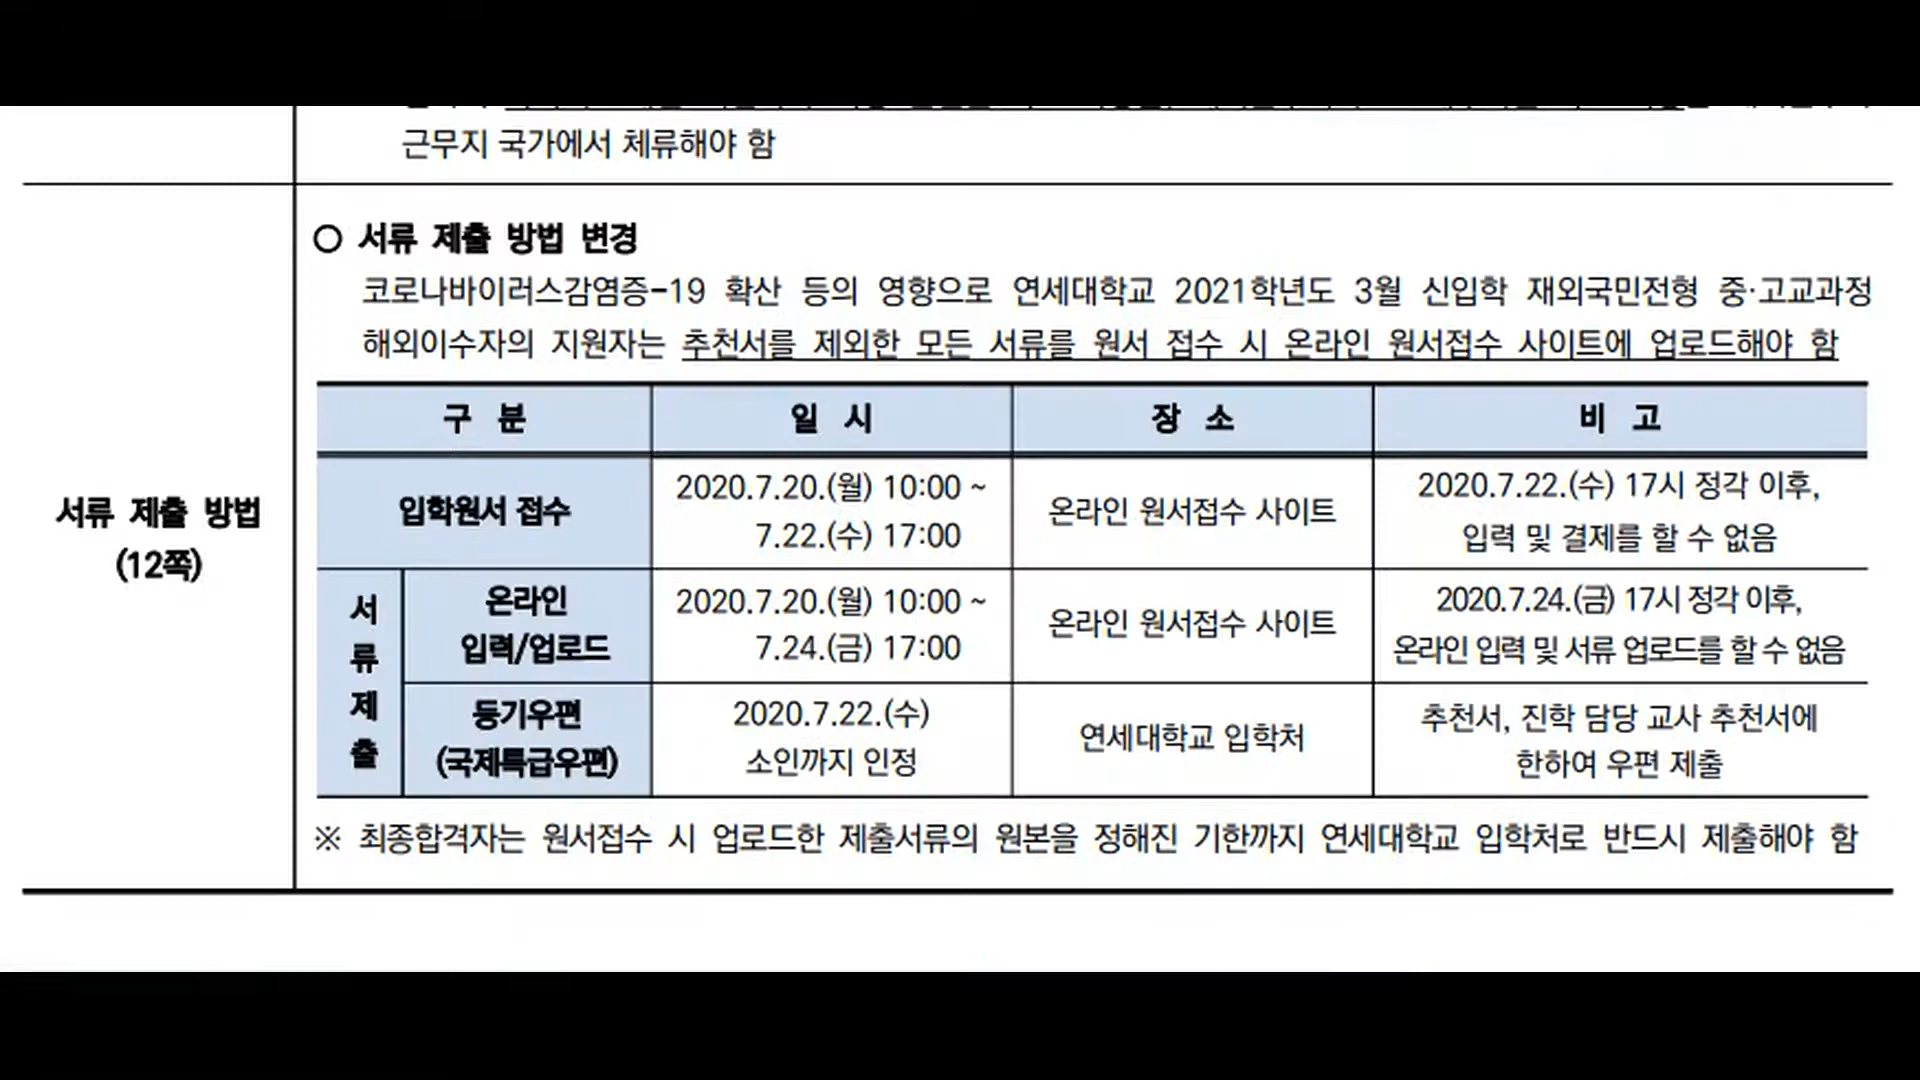 근무지 국가에서 체류해야 함
서류 제출 방법
(12쪽)
○ 서류 제출 방법 변경
코로나바이러스감염증-19 확산 등의 영향으로 연세대학교 2021학년도 3월 신입학 재외국민전형 중·고교과정
해외이수자의 지원자는 추천서를 제외한 모든 서류를 원서 접수 시 온라인 원서접수 사이트에 업로드해야 함
구 분 일 시 장 소 비 고
입학원서 접수
2020.7.20.(월) 10:00 ~
7.22.(수) 17:00
온라인 원서접수 사이트
2020.7.22.(수) 17시 정각 이후,
입력 및 결제를 할 수 없음
서
류
제
출
온라인
입력/업로드
2020.7.20.(월) 10:00 ~
7.24.(금) 17:00
온라인 원서접수 사이트
2020.7.24.(금) 17시 정각 이후,
온라인 입력 및 서류 업로드를 할 수 없음
등기우편
(국제특급우편)
2020.7.22.(수)
소인까지 인정
연세대학교 입학처
추천서, 진학 담당 교사 추천서에
한하여 우편 제출
※ 최종합격자는 원서접수 시 업로드한 제출서류의 원본을 정해진 기한까지 연세대학교 입학처로 반드시 제출해야 함